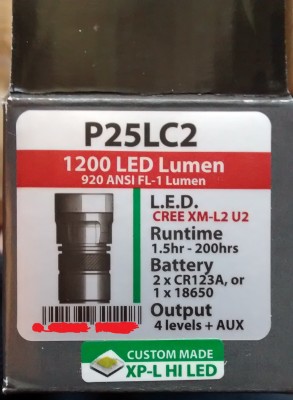 P25LC2
1200 LED Lumen
920 ANSI FL-1 Lumen
L.E.D.
CREE XM-L2 U2
Runtime
1.5hr - 200hrs
Battery
2 x CR123A, or
1 x 18650
Output
4 levels + AUX
CUSTOM MADE
XP-L HI LED